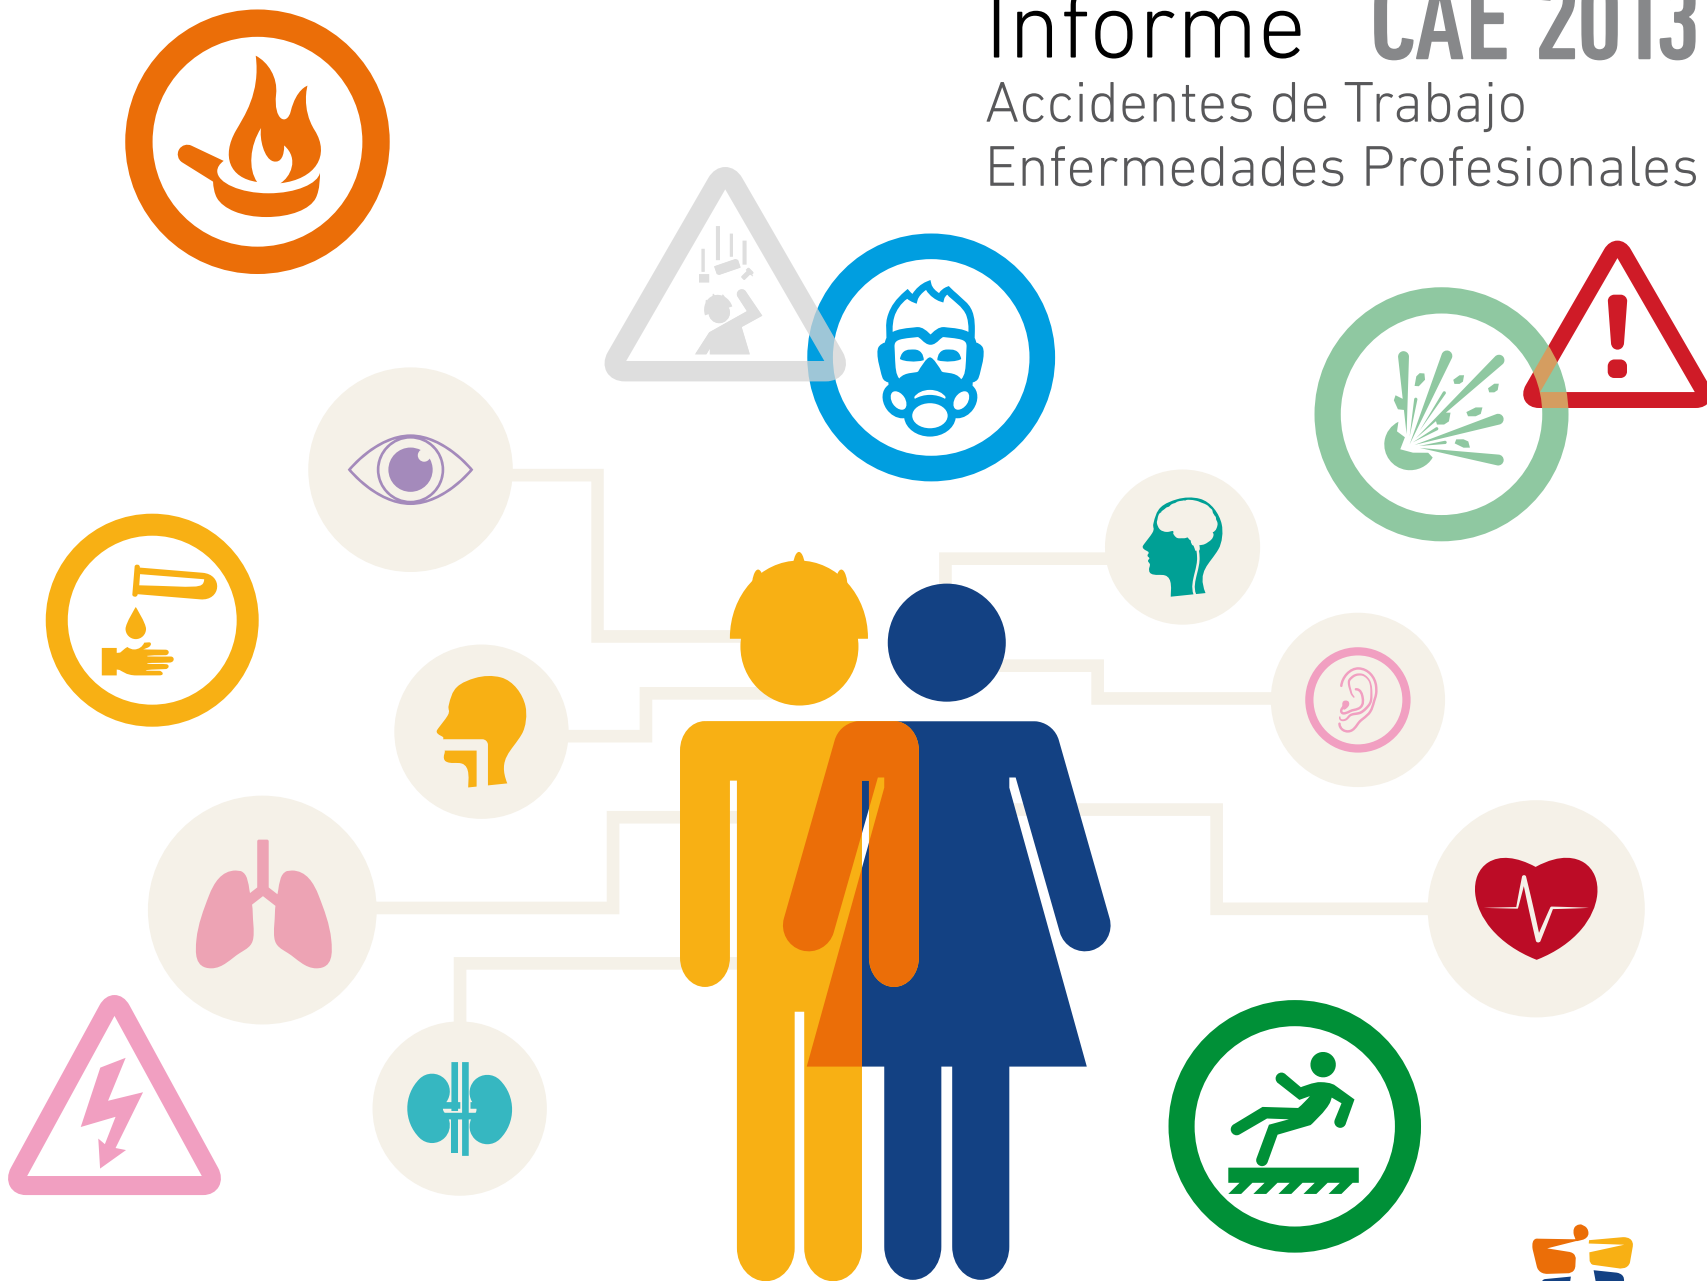 Informe CAE 2013
Accidentes de Trabajo
Enfermedades Profesionales